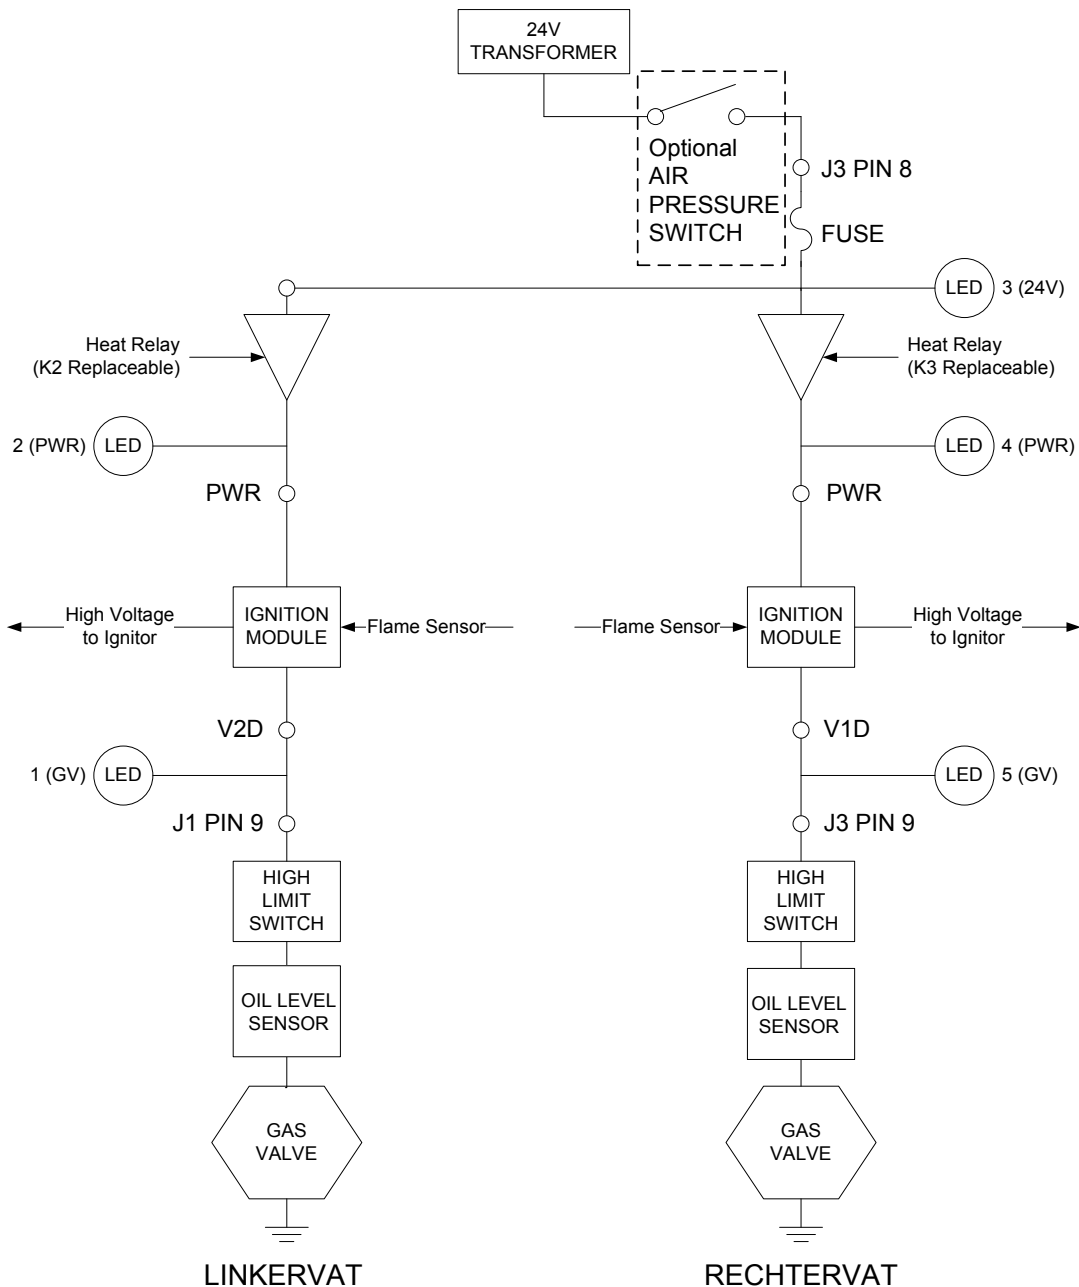 24V
TRANSFORMER
Optional
AIR
PRESSURE
SWITCH
J3 PIN 8
FUSE
LED
3 (24V)
Heat Relay
(K2 Replaceable)
Heat Relay
(K3 Replaceable)
2 (PWR)
LED
LED
4 (PWR)
PWR
PWR
High Voltage
to Ignitor
IGNITION
MODULE
Flame Sensor
Flame Sensor
IGNITION
MODULE
High Voltage
to Ignitor
V2D
V1D
1 (GV)
LED
LED
5 (GV)
J1 PIN 9
J3 PIN 9
HIGH
LIMIT
SWITCH
HIGH
LIMIT
SWITCH
OIL LEVEL
SENSOR
OIL LEVEL
SENSOR
GAS
VALVE
GAS
VALVE
LINKERVAT
RECHTERVAT